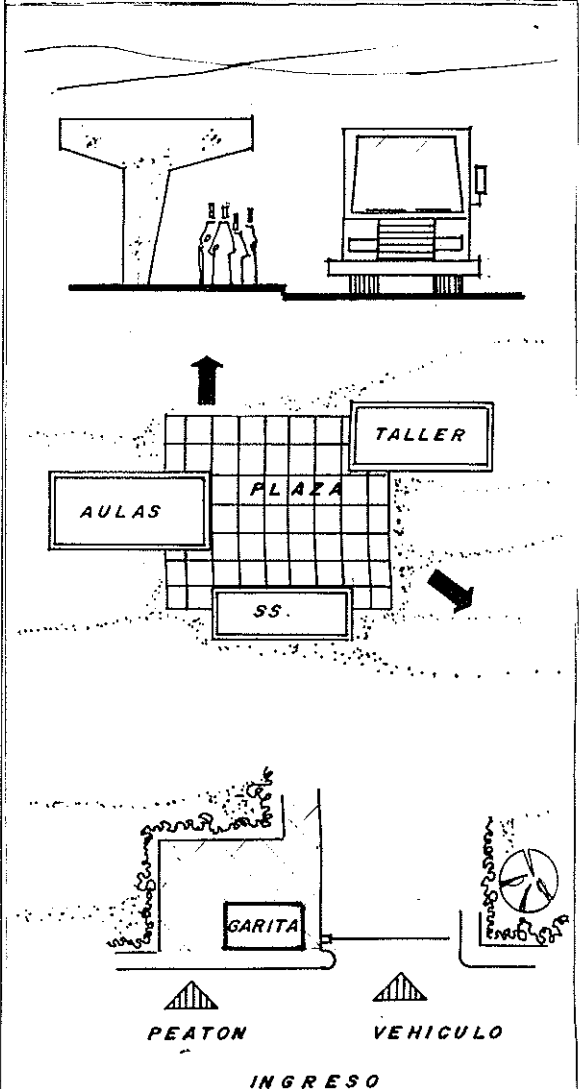 TALLER
PLAZA
AULAS
SS.
GARITA
PEATON
VEHICULO
INGRESO